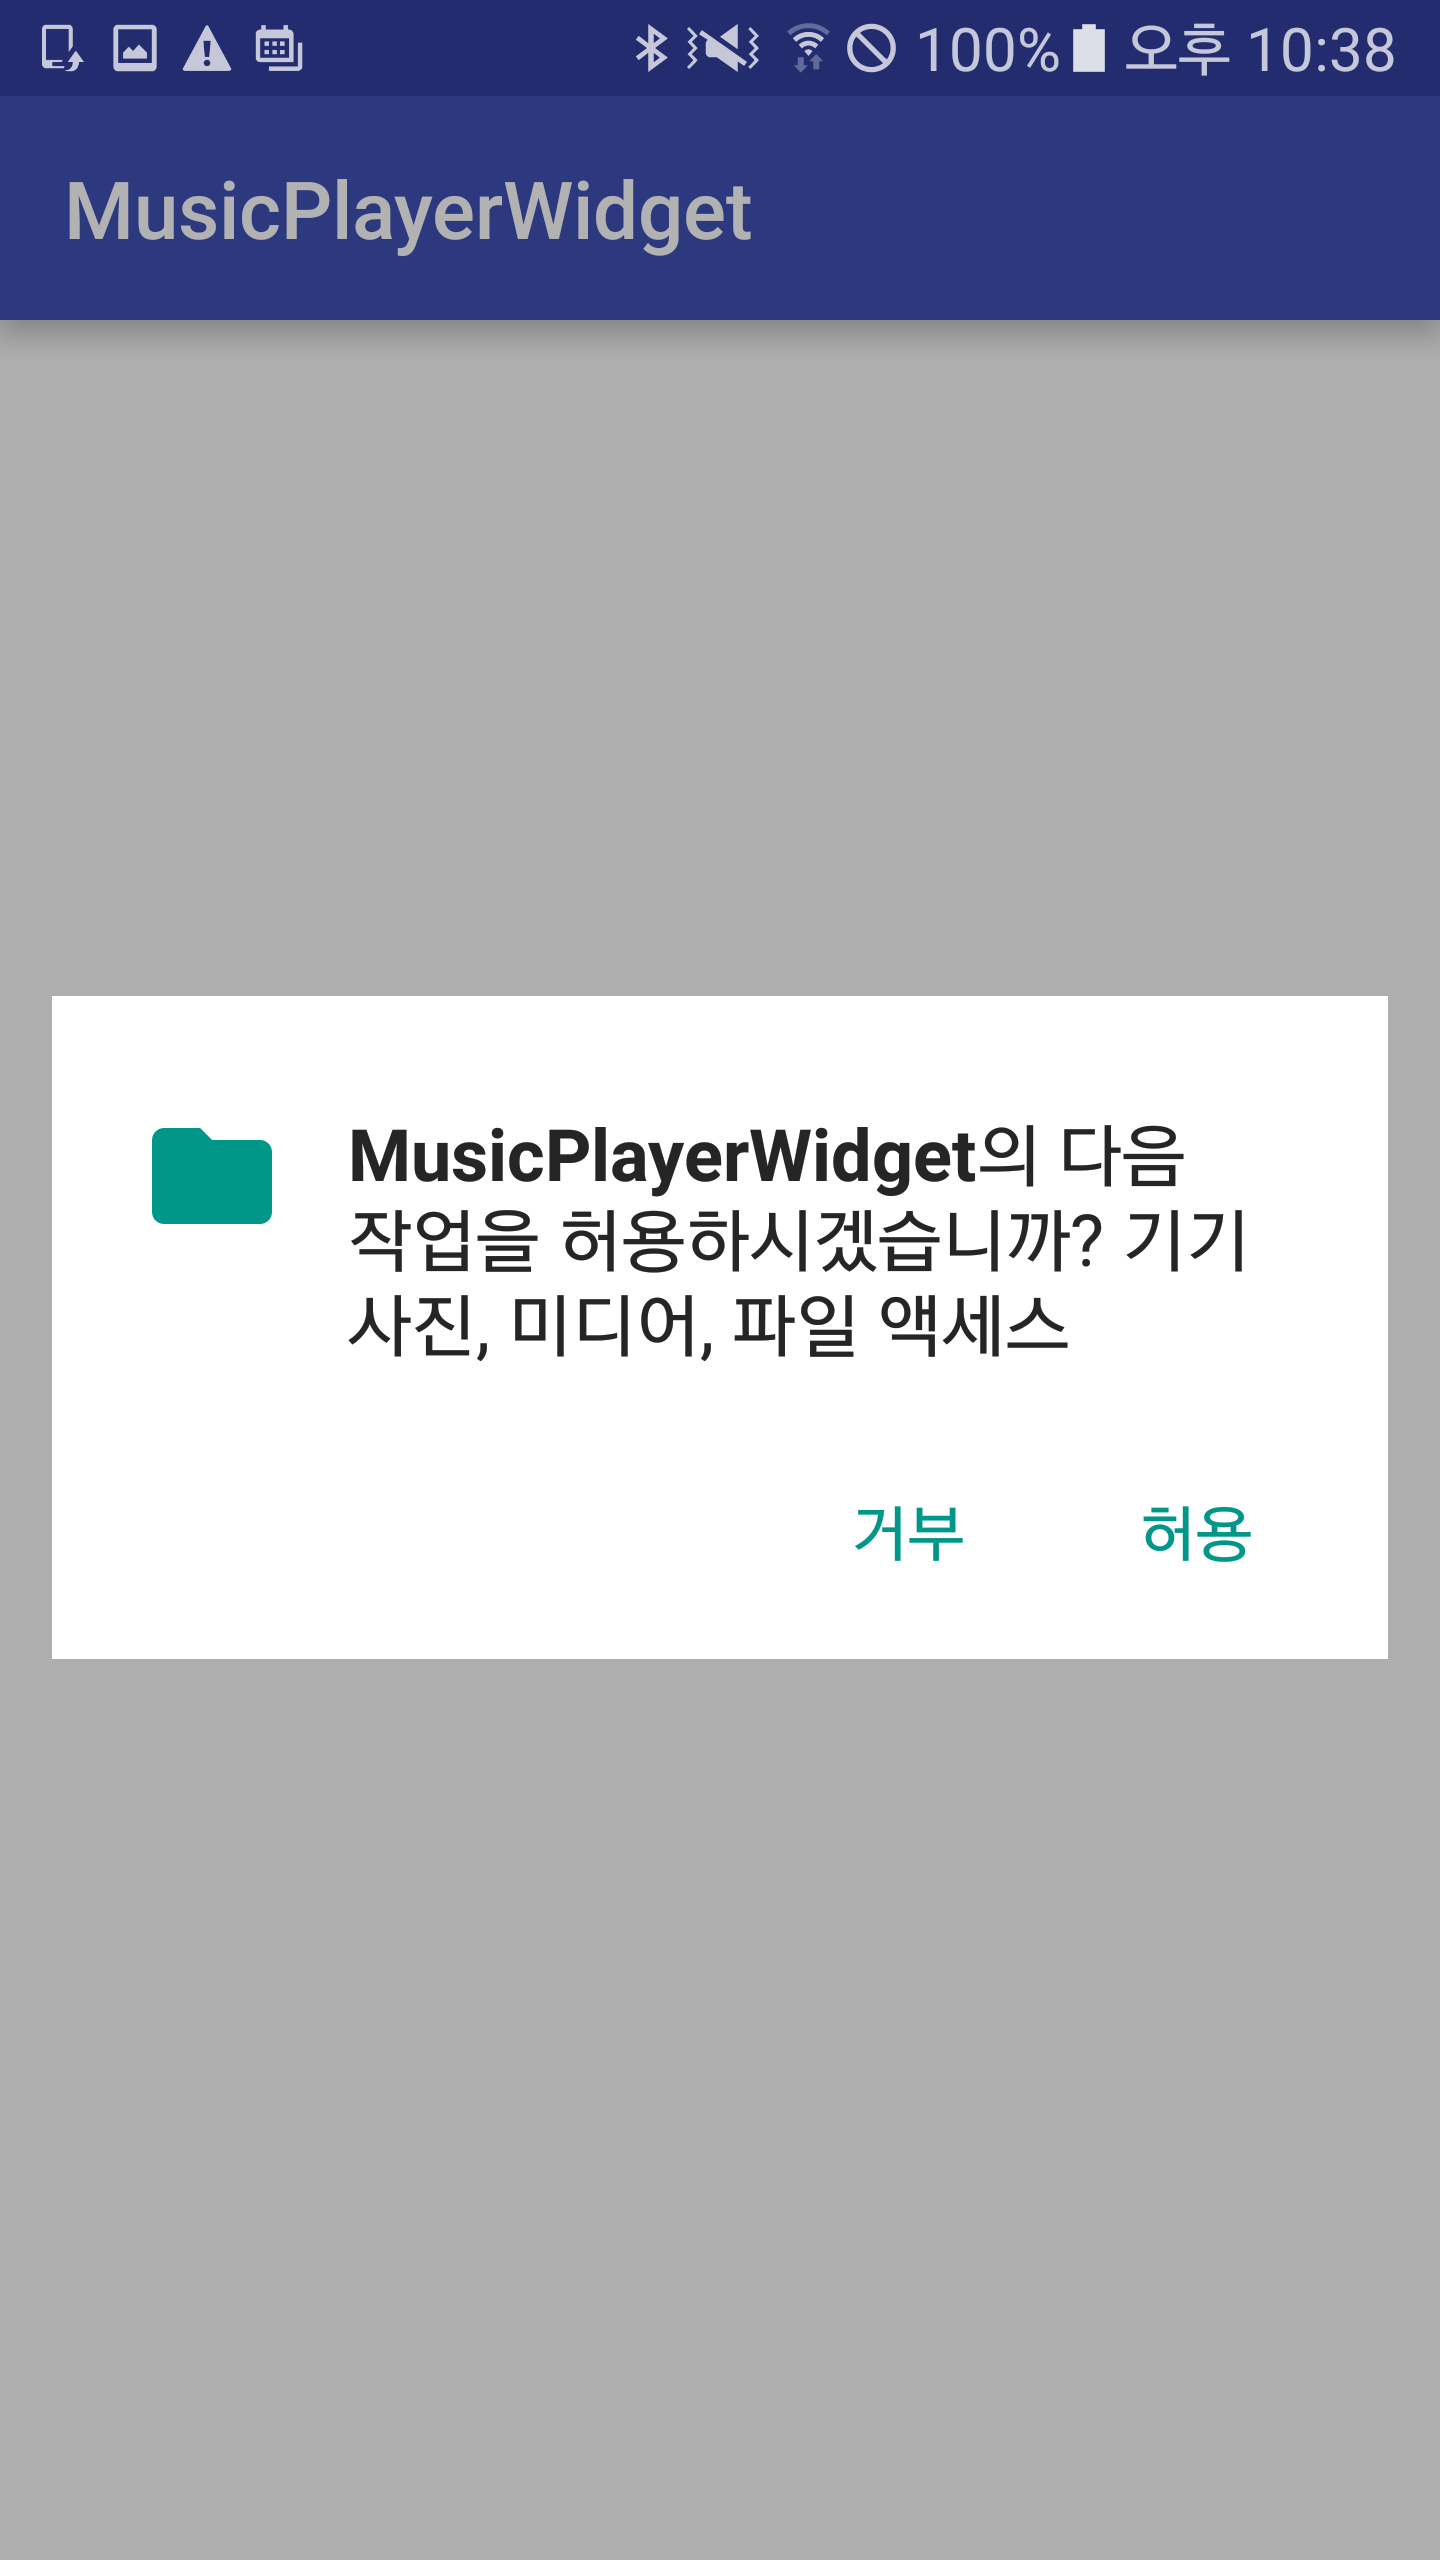 100% 오후 10:38
MusicPlayerWidget
MusicPlayerWidget의 다음
작업을 허용하시겠습니까? 기기
사진, 미디어, 파일 액세스
거부 허용